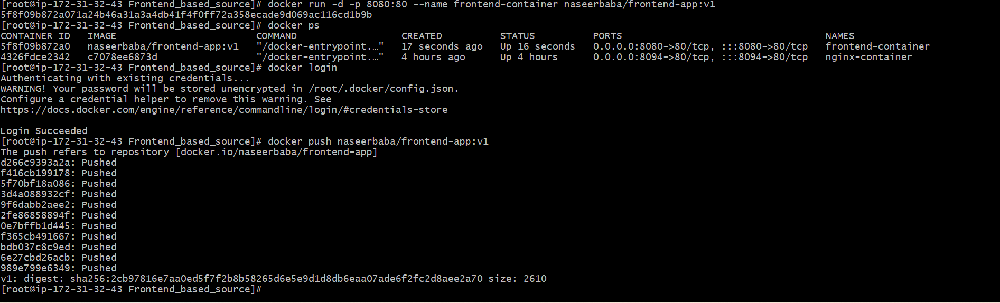 [root@ip-172-31-32-43 Frontend_based_source]# docker run -d -p 8080:80 --name frontend-container naseerbaba/frontend-app:v1
5f8f09b872a071a24b46a31a3a4db41f4f0ff72a358ecade9d069ac116cd1b9b
[root@ip-172-31-32-43 Frontend_based_source]# docker ps
CONTAINER ID   IMAGE                        COMMAND                  CREATED          STATUS          PORTS                                   NAMES
5f8f09b872a0   naseerbaba/frontend-app:v1   "/docker-entrypoint.…"   17 seconds ago   Up 16 seconds   0.0.0.0:8080->80/tcp, :::8080->80/tcp   frontend-container
4326fdce2342   c7078ee6873d                 "/docker-entrypoint.…"   4 hours ago      Up 4 hours      0.0.0.0:8094->80/tcp, :::8094->80/tcp   nginx-container
[root@ip-172-31-32-43 Frontend_based_source]# docker login
Authenticating with existing credentials...
WARNING! Your password will be stored unencrypted in /root/.docker/config.json.
Configure a credential helper to remove this warning. See
https://docs.docker.com/engine/reference/commandline/login/#credentials-store

Login Succeeded
[root@ip-172-31-32-43 Frontend_based_source]# docker push naseerbaba/frontend-app:v1
The push refers to repository [docker.io/naseerbaba/frontend-app]
d266c9393a2a: Pushed
f416cb199178: Pushed
5f70bf18a086: Pushed
3d4a088932cf: Pushed
9f6dabb2aee2: Pushed
2fe86858894f: Pushed
0e7bffb1d445: Pushed
f365cb491667: Pushed
bdb037c8c9ed: Pushed
6e27cbd26acb: Pushed
989e799e6349: Pushed
v1: digest: sha256:2cb97816e7aa0ed5f7f2b8b58265d6e5e9d1d8db6eaa07ade6f2fc2d8aee2a70 size: 2610
[root@ip-172-31-32-43 Frontend_based_source]#